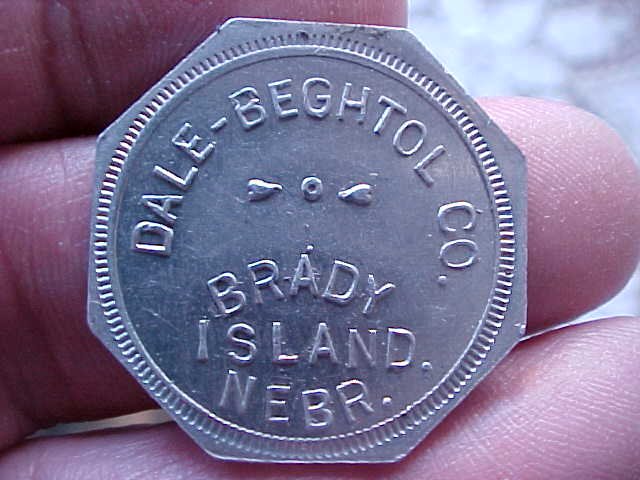 DALE-BEGHTOL CO.
BRADY
ISLAND,
NEBR.